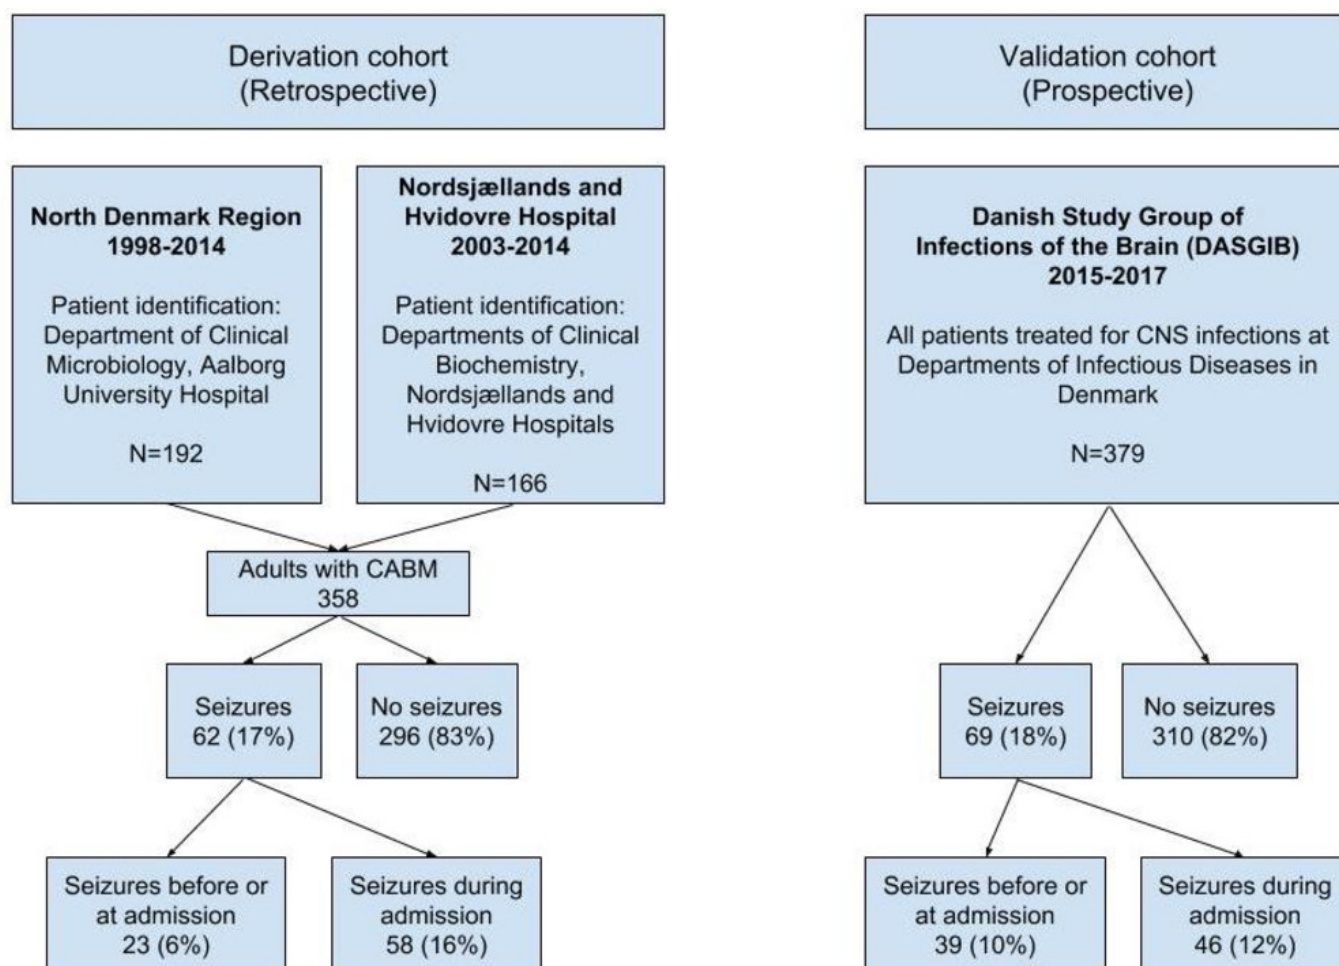 Derivation cohort
(Retrospective)
Validation cohort
(Prospective)
North Denmark Region
1998-2014
Patient identification:
Department of Clinical
Microbiology, Aalborg
University Hospital
N=192
Nordsjællands and
Hvidovre Hospital
2003-2014
Patient identification:
Departments of Clinical
Biochemistry,
Nordsjællands and
Hvidovre Hospitals
N=166
Danish Study Group of
Infections of the Brain (DASGIB)
2015-2017
All patients treated for CNS infections at
Departments of Infectious Diseases in
Denmark
N=379
Adults with CABM
358
Seizures
62 (17%)
No seizures
296 (83%)
Seizures
69 (18%)
No seizures
310 (82%)
Seizures before or
at admission
23 (6%)
Seizures during
admission
58 (16%)
Seizures before or
at admission
39 (10%)
Seizures during
admission
46 (12%)